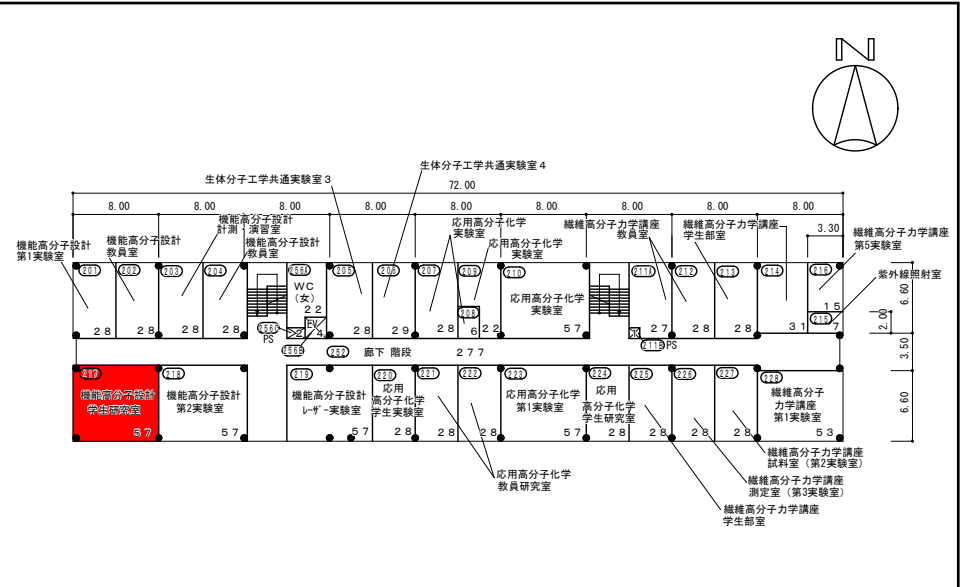 N
生体分子工学共通実験室4
生体分子工学共通実験室3
72.00
8.00
8.00
8.00
8.00
8.00
8.00
8.00
8.00
8.00
3.30
機能高分子設計
第1実験室
機能高分子設計
教員室
機能高分子設計
計測・演習室
機能高分子設計
教員室
応用高分子化学
実験室
応用高分子化学
実験室
繊維高分子力学講座
教員室
繊維高分子力学講座
学生部室
繊維高分子力学講座
第5実験室
紫外線照射室
201
202
203
204
256A
205
206
207
209
210
211A
212
213
214
216
WC
(女)
22
応用高分子化学
実験室
208
215
15
6.60
2.00
28
28
28
28
EV
2
4
28
29
28
6
22
57
27
28
28
31
7
256C
PS
256B
252
廊下 階段
277
211B
PS
3.50
217
218
219
220
221
222
223
224
225
226
227
228
機能高分子設計
学生研究室
機能高分子設計
第2実験室
機能高分子設計
レーザー実験室
応用
高分子化学
学生実験室
応用高分子化学
第1実験室
応用
高分子化学
学生研究室
繊維高分子
力学講座
第1実験室
6.60
57
57
57
28
28
28
57
28
28
28
28
53
応用高分子化学
教員研究室
繊維高分子力学講座
試料室(第2実験室)
繊維高分子力学講座
測定室(第3実験室)
繊維高分子力学講座
学生部室